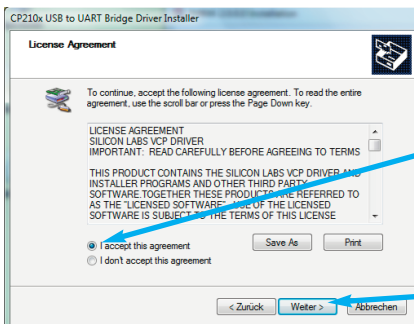 CP210x USB to UART Bridge Driver Installer
License Agreement
To continue, accept the following license agreement. To read the entire
agreement, use the scroll bar or press the Page Down key.
LICENSE AGREEMENT
SILICON LABS VCP DRIVER
IMPORTANT: READ CAREFULLY BEFORE AGREEING TO TERMS
THIS PRODUCT CONTAINS THE SILICON LABS VCP DRIVER AND
INSTALLER PROGRAMS AND OTHER THIRD PARTY
SOFTWARE.TOGETHER THESE PRODUCTS ARE REFERRED TO
AS THE "LICENSED SOFTWARE". USE OF THE LICENSED
SOFTWARE IS SUBJECT TO THE TERMS OF THIS LICENSE
I accept this agreement
Save As
Print
I don't accept this agreement
< Zurück
Weiter >
Abbrechen